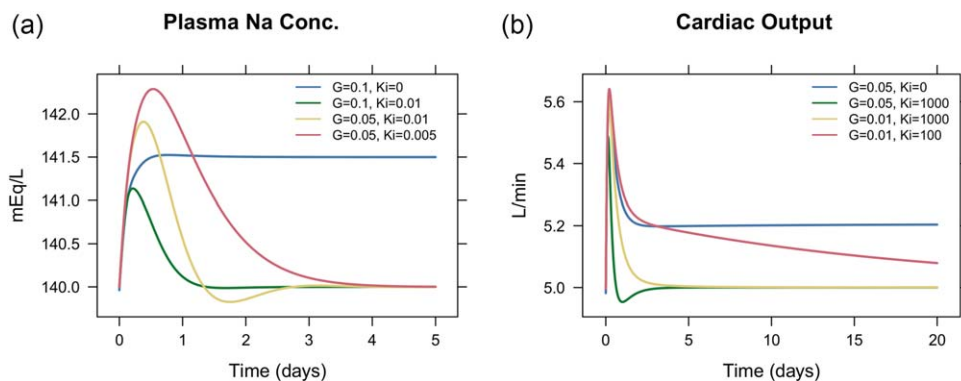 (a) Plasma Na Conc.
G=0.1, Ki=0
G=0.1, Ki=0.01
G=0.05, Ki=0.01
G=0.05, Ki=0.005
mEq/L
142.0
141.5
141.0
140.5
140.0
0 1 2 3 4 5
Time (days)
(b) Cardiac Output
G=0.05, Ki=0
G=0.05, Ki=1000
G=0.01, Ki=1000
G=0.01, Ki=100
L/min
5.6
5.4
5.2
5.0
0 5 10 15 20
Time (days)